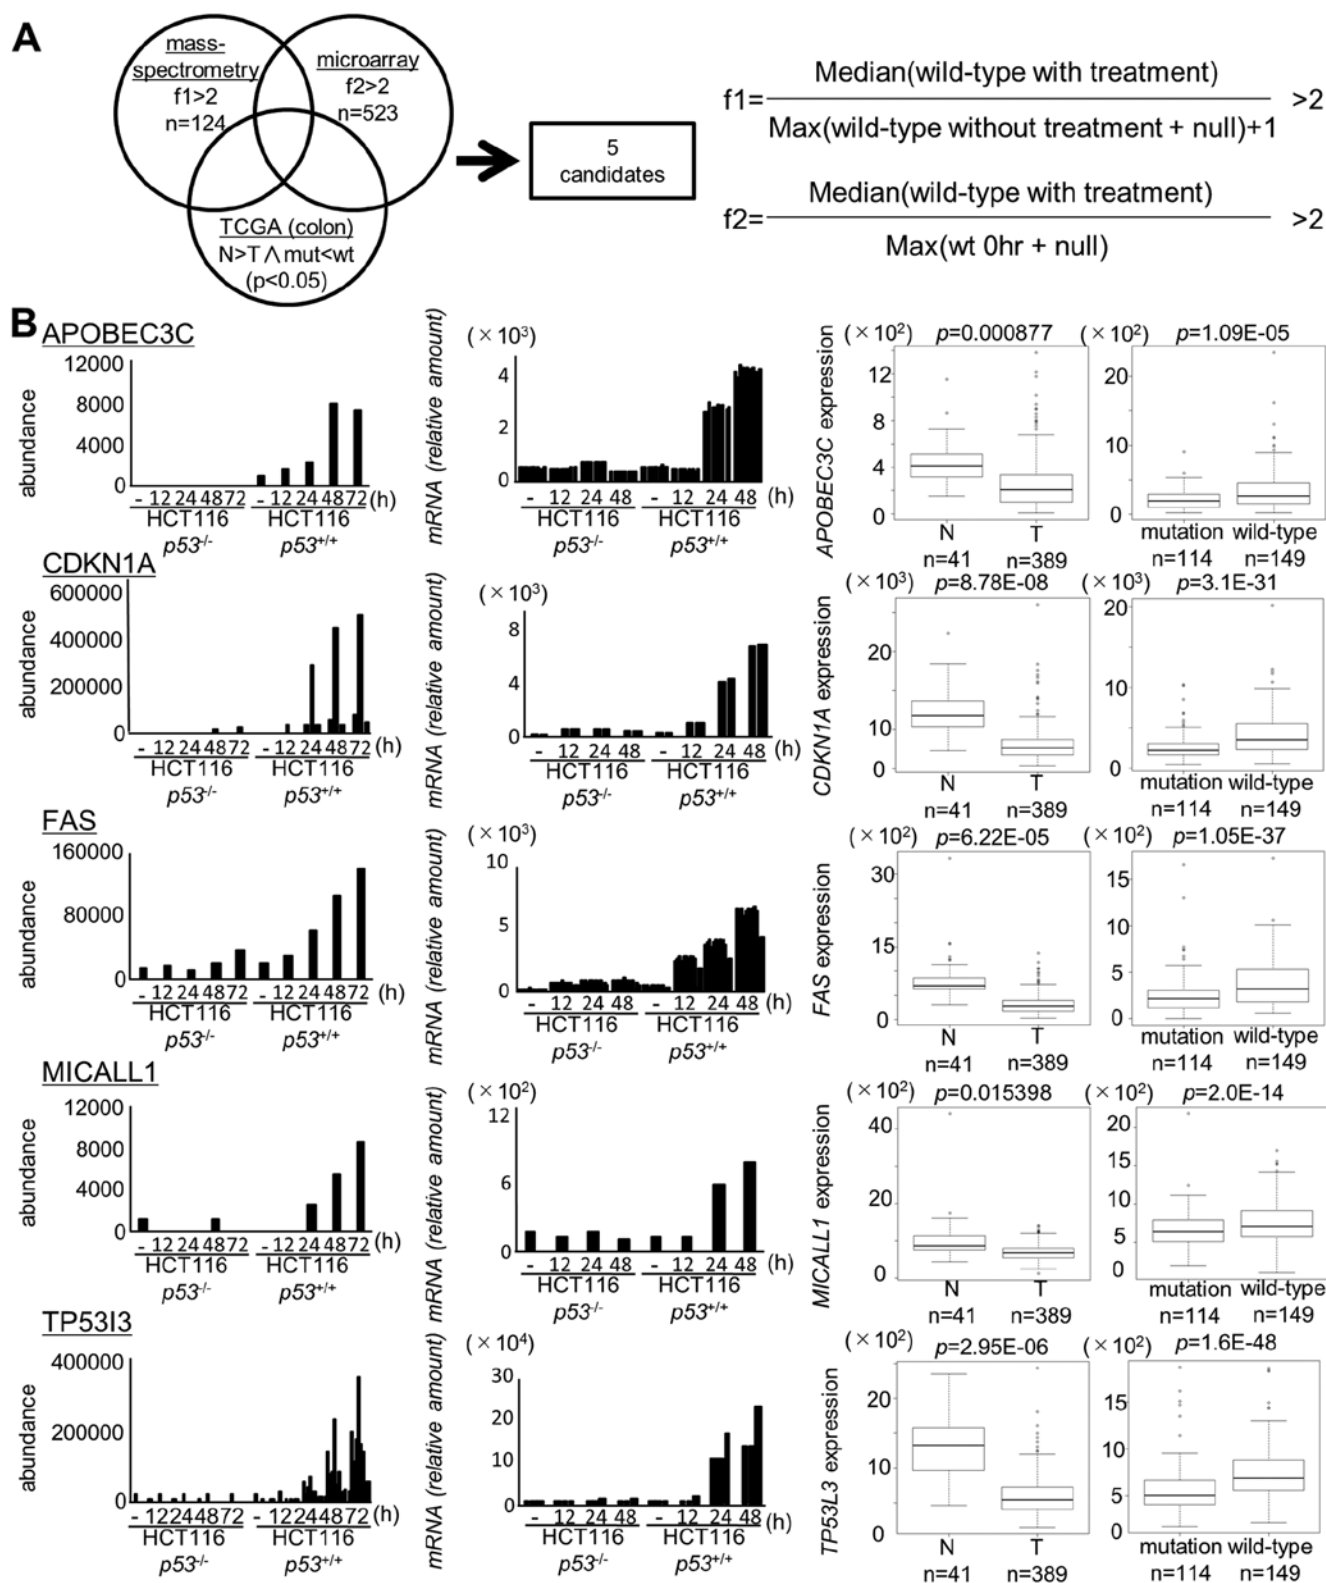 A
mass-
spectrometry
f1>2
n=124
microarray
f2>2
n=523
TCGA (colon)
N>T∧mut<wt
(p<0.05)
5
candidates
f1= Median(wild-type with treatment) >2
Max(wild-type without treatment + null)+1
f2= Median(wild-type with treatment) >2
Max(wt 0hr + null)
B
APOBEC3C
abundance
12000
8000
4000
0
- 12 24 48 72 - 12 24 48 72 (h)
HCT116 HCT116
p53-/- p53+/+
mRNA (relative amount)
(×10³)
4
2
0
- 12 24 48 - 12 24 48 (h)
HCT116 HCT116
p53-/- p53+/+
APOBEC3C expression
(×10²) p=0.000877
12
8
4
0
N T
n=41 n=389
(×10²) p=1.09E-05
20
10
0
mutation wild-type
n=114 n=149
CDKN1A
abundance
600000
400000
200000
0
- 12 24 48 72 - 12 24 48 72 (h)
HCT116 HCT116
p53-/- p53+/+
mRNA (relative amount)
(×10³)
8
4
0
- 12 24 48 - 12 24 48 (h)
HCT116 HCT116
p53-/- p53+/+
CDKN1A expression
(×10³) p=8.78E-08
20
10
0
N T
n=41 n=389
(×10³) p=3.1E-31
20
10
0
mutation wild-type
n=114 n=149
FAS
abundance
160000
80000
0
- 12 24 48 72 - 12 24 48 72 (h)
HCT116 HCT116
p53-/- p53+/+
mRNA (relative amount)
(×10³)
10
5
0
- 12 24 48 - 12 24 48 (h)
HCT116 HCT116
p53-/- p53+/+
FAS expression
(×10²) p=6.22E-05
30
15
0
N T
n=41 n=389
(×10²) p=1.05E-37
15
10
5
0
mutation wild-type
n=114 n=149
MICALL1
abundance
12000
8000
4000
0
- 12 24 48 72 - 12 24 48 72 (h)
HCT116 HCT116
p53-/- p53+/+
mRNA (relative amount)
(×10²)
12
6
0
- 12 24 48 - 12 24 48 (h)
HCT116 HCT116
p53-/- p53+/+
MICALL1 expression
(×10²) p=0.015398
40
20
0
N T
n=41 n=389
(×10²) p=2.0E-14
20
15
10
5
0
mutation wild-type
n=114 n=149
TP53I3
abundance
400000
200000
0
- 12 24 48 72 - 12 24 48 72 (h)
HCT116 HCT116
p53-/- p53+/+
mRNA (relative amount)
(×10⁴)
30
20
10
0
- 12 24 48 - 12 24 48 (h)
HCT116 HCT116
p53-/- p53+/+
TP53L3 expression
(×10²) p=2.95E-06
20
10
0
N T
n=41 n=389
(×10²) p=1.6E-48
15
10
5
0
mutation wild-type
n=114 n=149